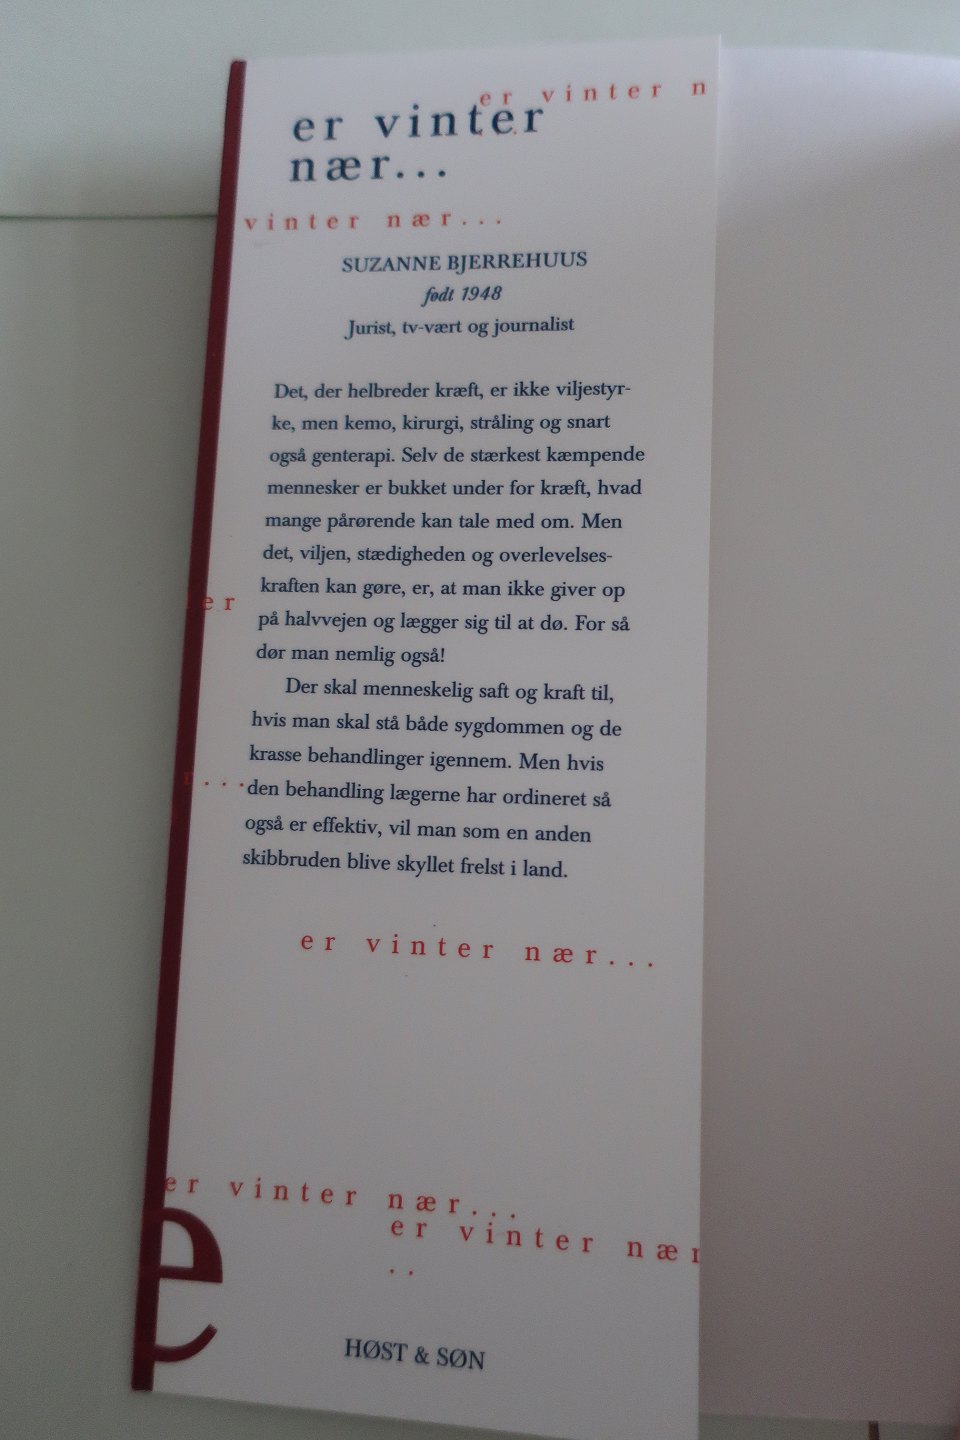 er vinter n
er vinter
nær...
vinter nær...
SUZANNE BJERREHUUS
født 1948
Jurist, tv-vært og journalist
Det, der helbreder kræft, er ikke viljestyr-
ke, men kemo, kirurgi, stråling og snart
også genterapi. Selv de stærkest kæmpende
mennesker er bukket under for kræft, hvad
mange pårørende kan tale med om. Men
det, viljen, stædigheden og overlevelses-
kraften kan gøre, er, at man ikke giver op
på halvvejen og lægger sig til at dø. For så
dør man nemlig også!
Der skal menneskelig saft og kraft til,
hvis man skal stå både sygdommen og de
krasse behandlinger igennem. Men hvis
den behandling lægerne har ordineret så
også er effektiv, vil man som en anden
skibbruden blive skyllet frelst i land.
er
r...
er vinter nær...
er vinter nær...
er vinter nær
..
e
HØST & SØN